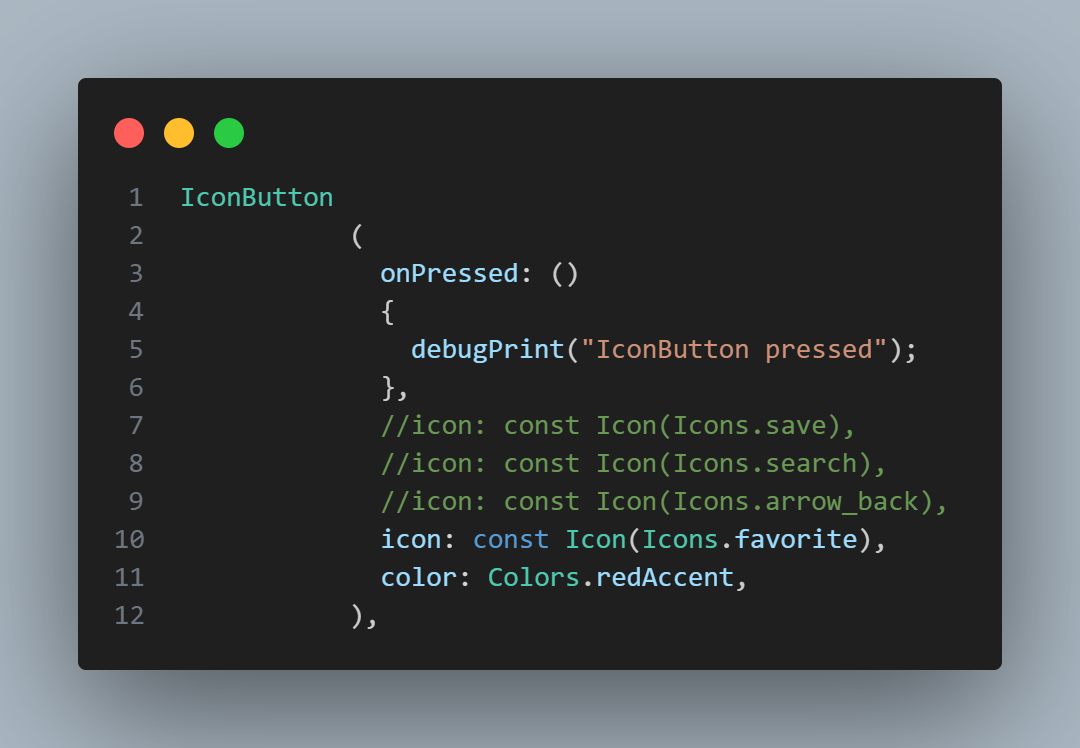 1 IconButton
2 (
3 onPressed: ()
4 {
5 debugPrint("IconButton pressed");
6 },
7 //icon: const Icon(Icons.save),
8 //icon: const Icon(Icons.search),
9 //icon: const Icon(Icons.arrow_back),
10 icon: const Icon(Icons.favorite),
11 color: Colors.redAccent,
12 ),